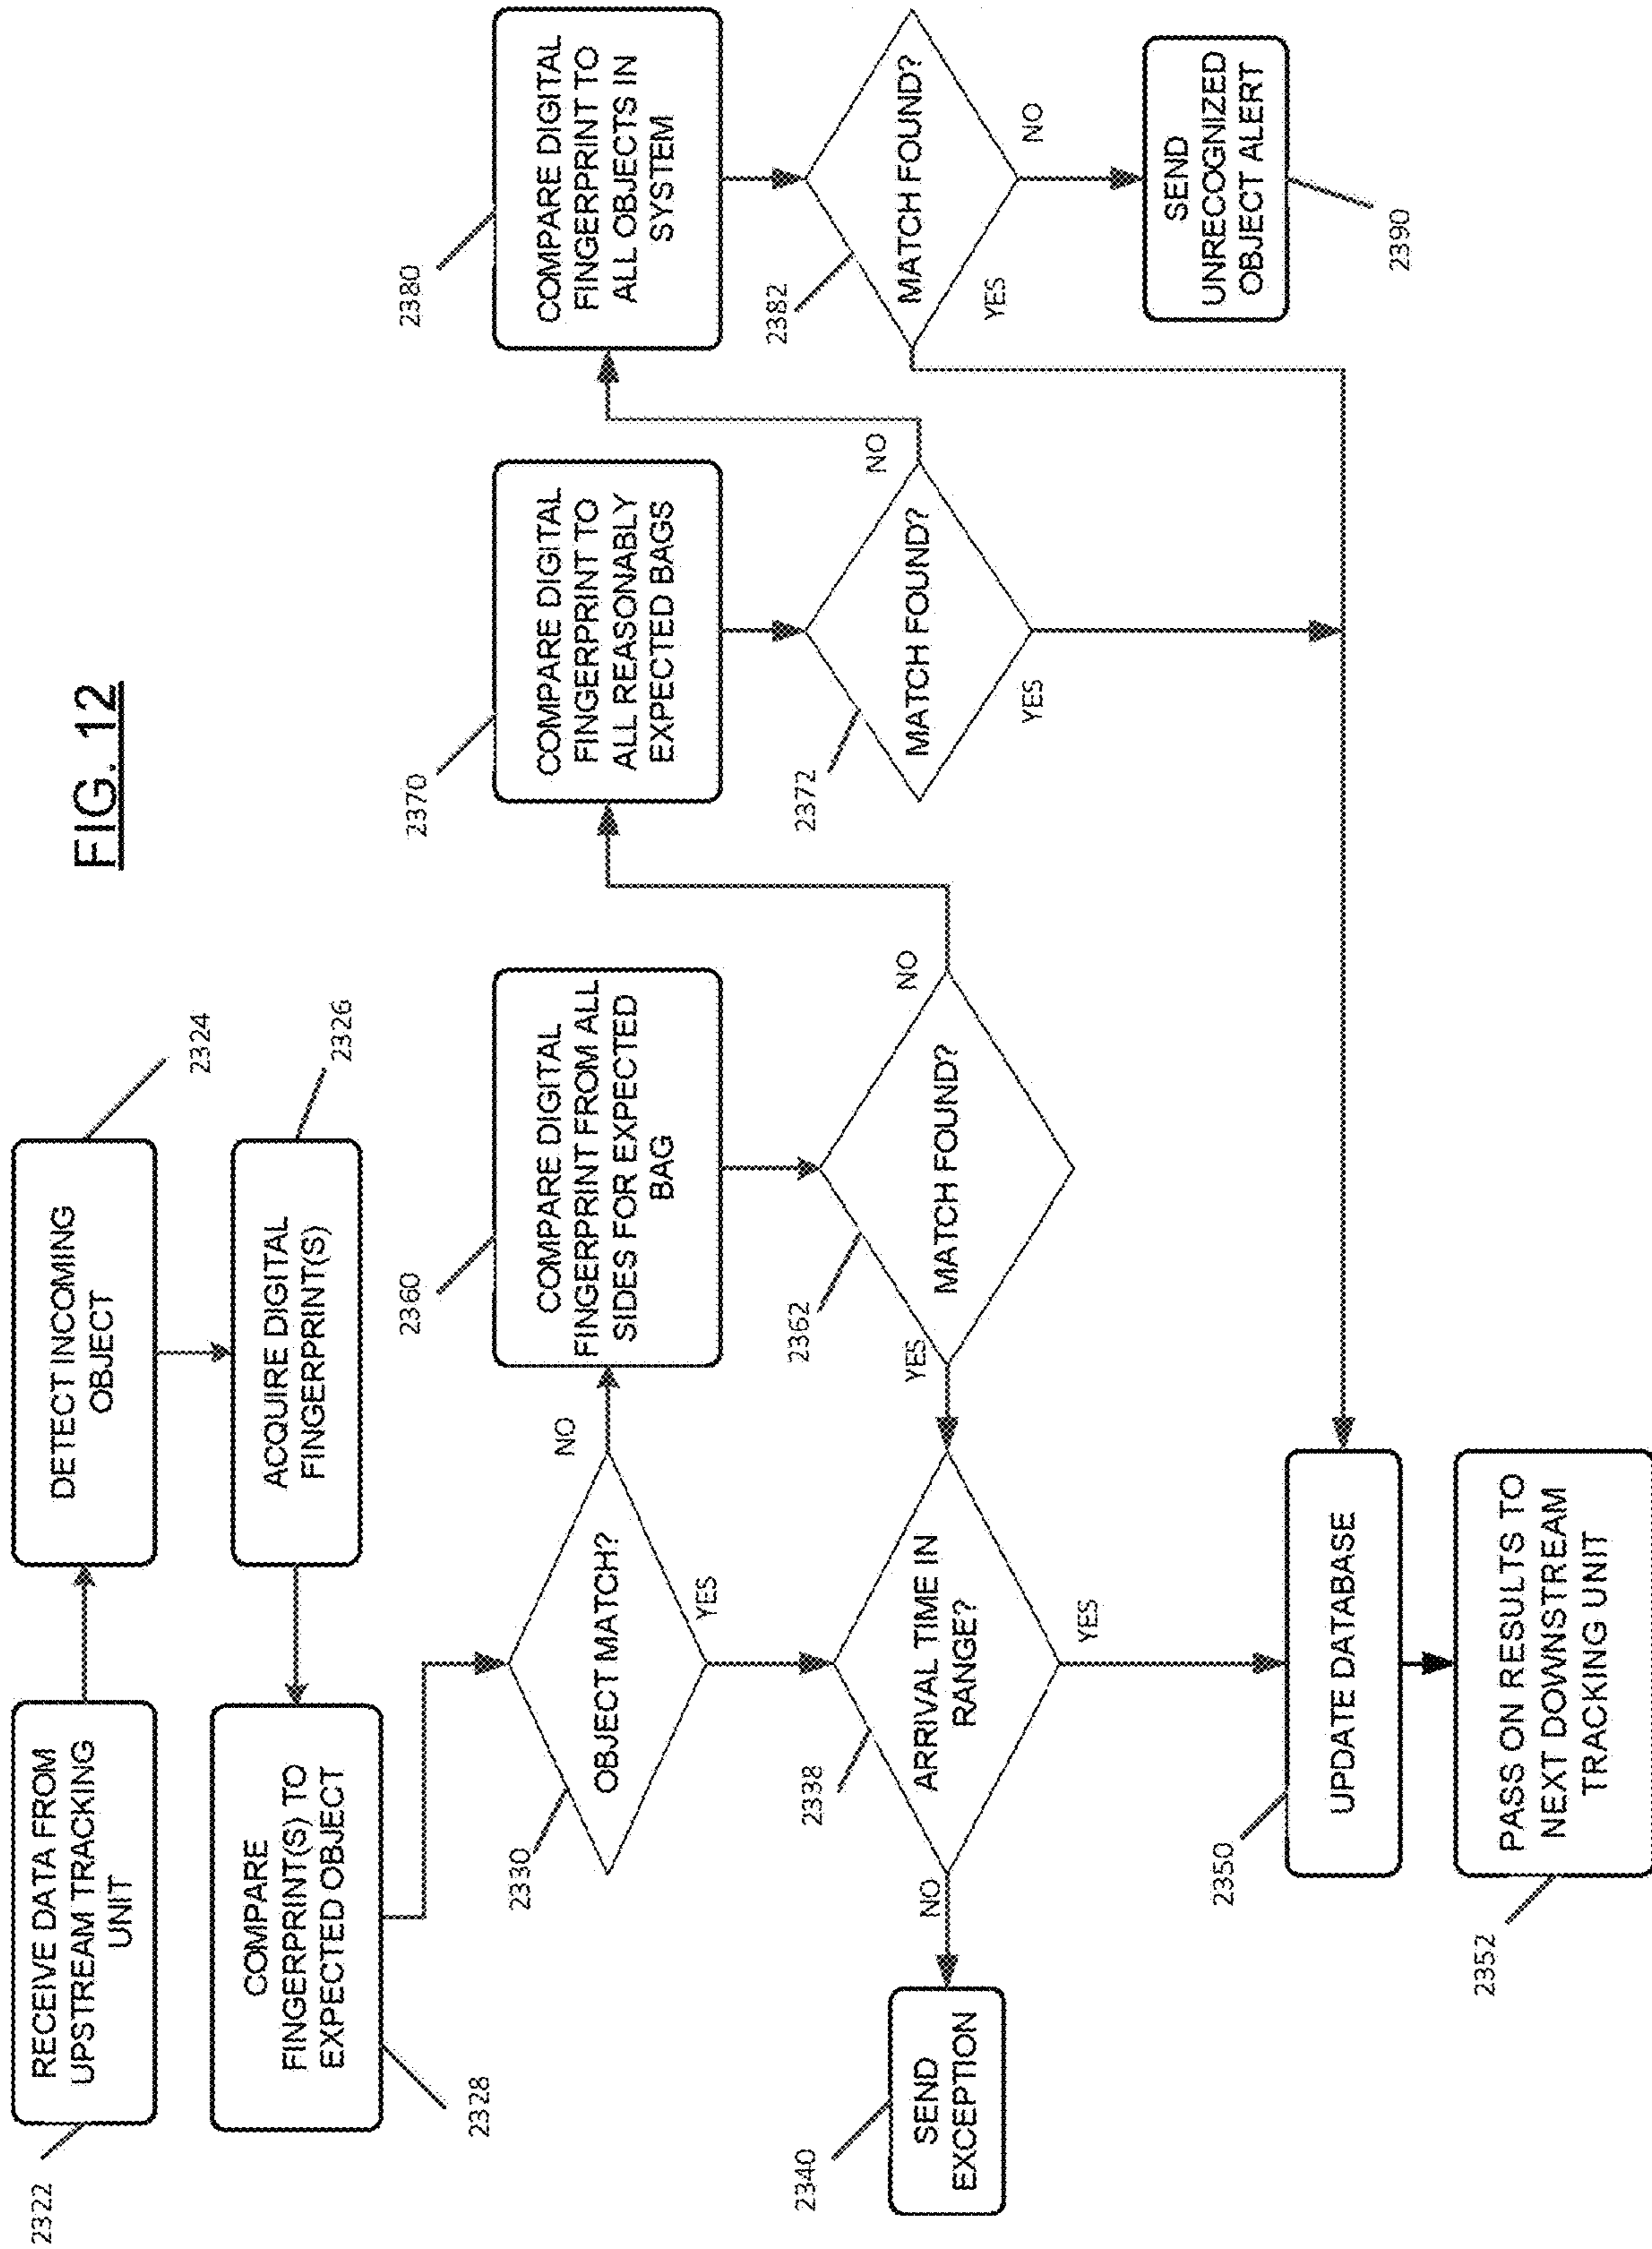 FIG. 12
2322
RECEIVE DATA FROM
UPSTREAM TRACKING
UNIT
DETECT INCOMING
OBJECT
2324
COMPARE
FINGERPRINT(S) TO
EXPECTED OBJECT
2328
ACQUIRE DIGITAL
FINGERPRINT(S)
2326
2330
OBJECT MATCH?
NO
YES
2360
COMPARE DIGITAL
FINGERPRINT FROM ALL
SIDES FOR EXPECTED
BAG
2370
COMPARE DIGITAL
FINGERPRINT TO
ALL REASONABLY
EXPECTED BAGS
2380
COMPARE DIGITAL
FINGERPRINT TO
ALL OBJECTS IN
SYSTEM
2340
SEND
EXCEPTION
NO
2338
ARRIVAL TIME IN
RANGE?
YES
YES
2362
MATCH FOUND?
NO
2372
MATCH FOUND?
NO
YES
2382
MATCH FOUND?
YES
NO
2350
UPDATE DATABASE
2352
PASS ON RESULTS TO
NEXT DOWNSTREAM
TRACKING UNIT
SEND
UNRECOGNIZED
OBJECT ALERT
2390